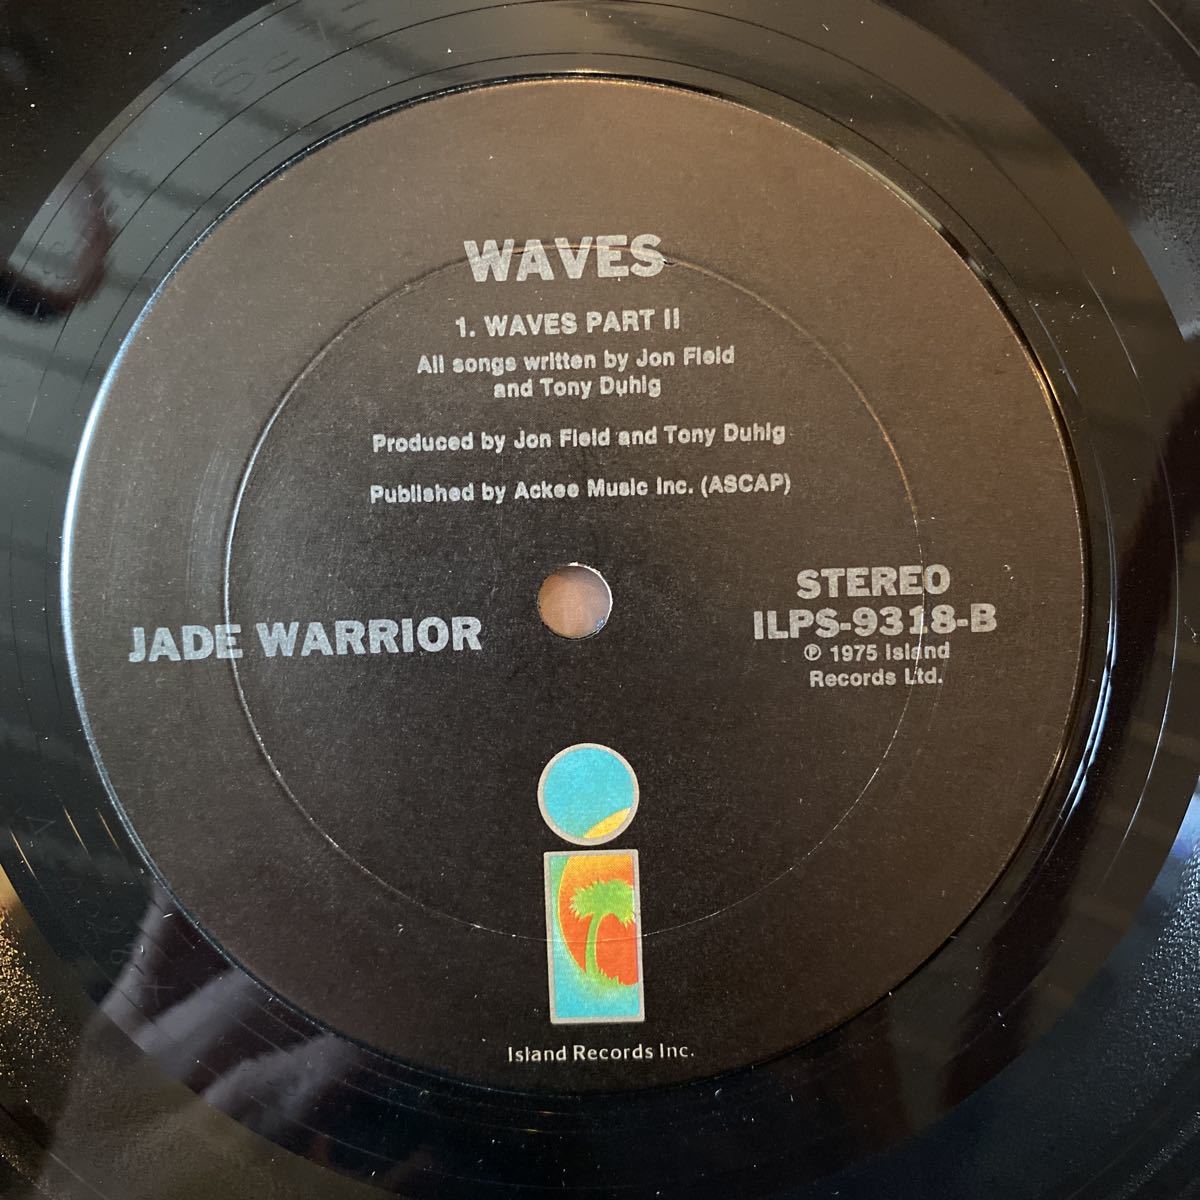 WAVES
1. WAVES PART II
All songs written by Jon Field
and Tony Duhig
Produced by Jon Field and Tony Duhig
Published by Ackee Music Inc. (ASCAP)
JADE WARRIOR
STEREO
ILPS-9318-B
℗ 1975 Island
Records Ltd.
Island Records Inc.